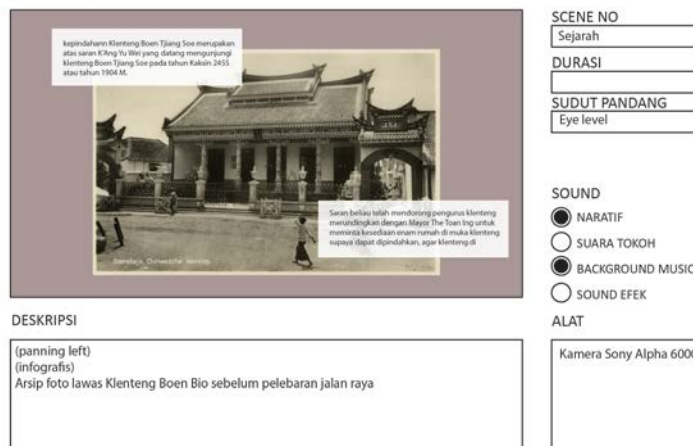 SCENE NO
Sejarah
DURASI
SUDUT PANDANG
Eye level
kepindahann Klenteng Boen Tjiang Soe merupakan
atas saran K'Ang Yu Wei yang datang mengunjungi
klenteng Boen Tjiang Soe pada tahun Kaksin 2455
atau tahun 1904 M.
Saran beliau telah mendorong pengurus klenteng
merundingkan dengan Mayor The Toan Ing untuk
meminta kesediaan enam rumah di muka klenteng
supaya dapat dipindahkan, agar klenteng di
Soerabaja, Chineesche woning
SOUND
NARATIF
SUARA TOKOH
BACKGROUND MUSIC
SOUND EFEK
DESKRIPSI
(panning left)
(infografis)
Arsip foto lawas Klenteng Boen Bio sebelum pelebaran jalan raya
ALAT
Kamera Sony Alpha 6000